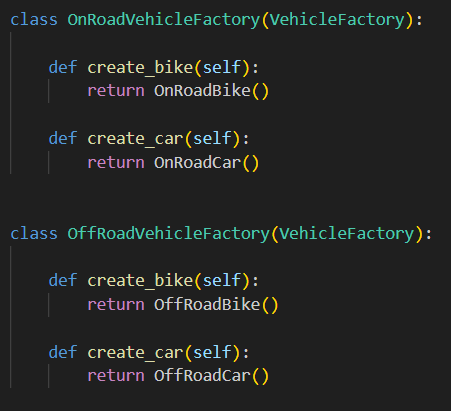 class OnRoadVehicleFactory(VehicleFactory):
def create_bike(self):
return OnRoadBike()
def create_car(self):
return OnRoadCar()
class OffRoadVehicleFactory(VehicleFactory):
def create_bike(self):
return OffRoadBike()
def create_car(self):
return OffRoadCar()